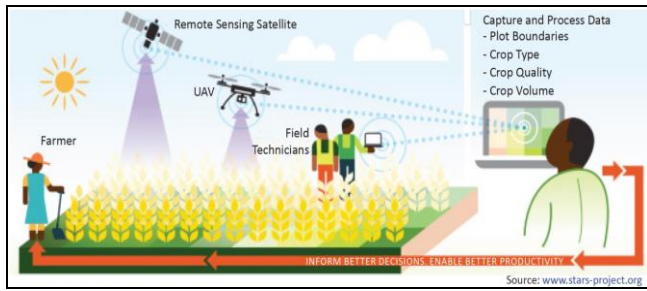 Remote Sensing Satellite
Capture and Process Data
- Plot Boundaries
- Crop Type
- Crop Quality
- Crop Volume
UAV
Farmer
Field
Technicians
INFORM BETTER DECISIONS. ENABLE BETTER PRODUCTIVITY
Source: www.stars-project.org